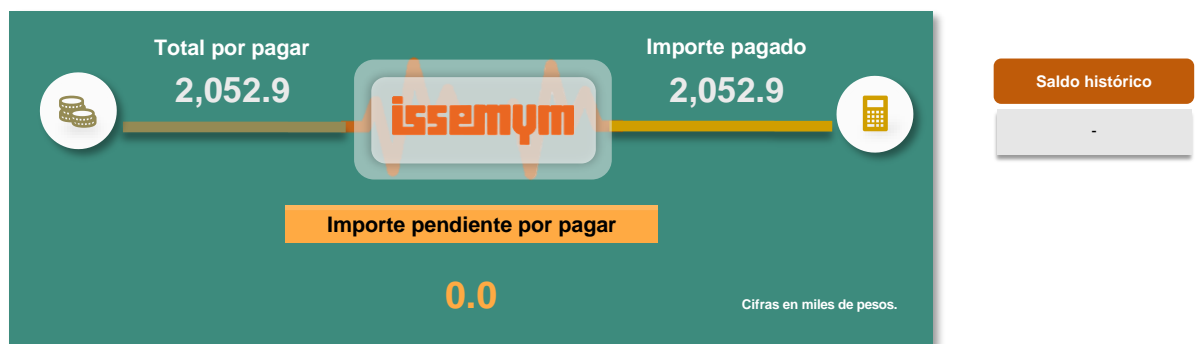 Total por pagar
2,052.9
issemym
Importe pagado
2,052.9
Importe pendiente por pagar
0.0
Cifras en miles de pesos.
Saldo histórico
-